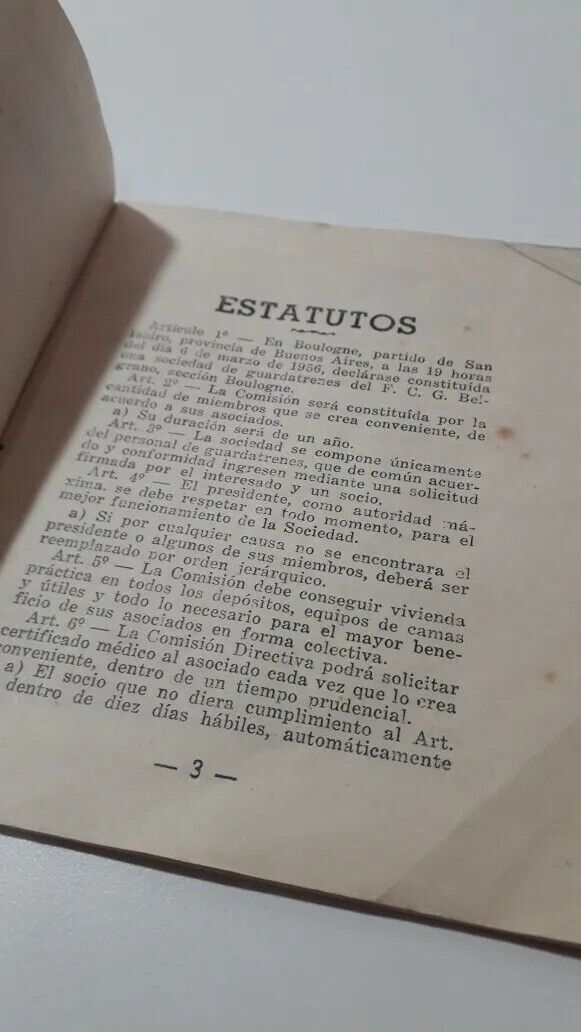 ESTATUTOS
Artículo 1º — En Boulogne, partido de San
Isidro, provincia de Buenos Aires, a las 19 horas
del día 6 de marzo de 1956, declárase constituída
una sociedad de guardatrenes del F. C. G. Bel-
grano, sección Boulogne.
Art. 2º — La Comisión será constituída por la
cantidad de miembros que se crea conveniente, de
acuerdo a sus asociados.
a) Su duración será de un año.
Art. 3º — La sociedad se compone únicamente
del personal de guardatrenes, que de común acuer-
do y conformidad ingresen mediante una solicitud
firmada por el interesado y un socio.
Art. 4º — El presidente, como autoridad má-
xima. se debe respetar en todo momento, para el
mejor funcionamiento de la Sociedad.
a) Si por cualquier causa no se encontrara el
presidente o algunos de sus miembros, deberá ser
reemplazado por orden jerárquico.
Art. 5º — La Comisión debe conseguir vivienda
práctica en todos los depósitos, equipos de camas
y útiles y todo lo necesario para el mayor bene-
ficio de sus asociados en forma colectiva.
Art. 6º — La Comisión Directiva podrá solicitar
certificado médico al asociado cada vez que lo crea
conveniente, dentro de un tiempo prudencial.
a) El socio que no diera cumplimiento al Art.
dentro de diez días hábiles, automáticamente
— 3 —